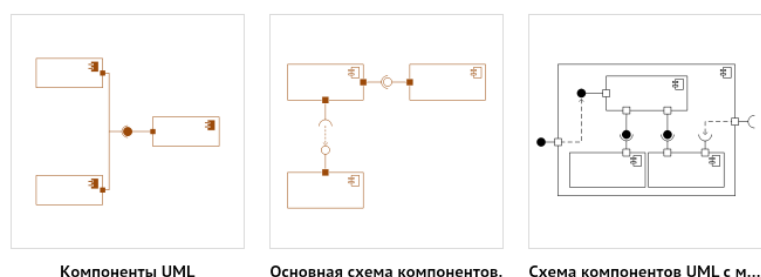 Компоненты UML
Основная схема компонентов.
Схема компонентов UML с м...